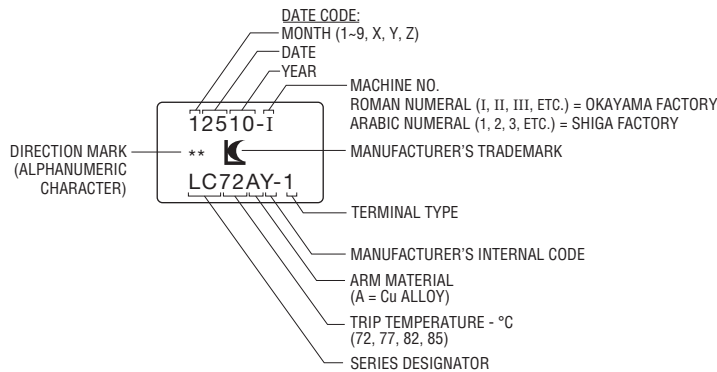 DATE CODE:
MONTH (1~9, X, Y, Z)
DATE
YEAR
MACHINE NO.
ROMAN NUMERAL (I, II, III, ETC.) = OKAYAMA FACTORY
ARABIC NUMERAL (1, 2, 3, ETC.) = SHIGA FACTORY
12510-I
DIRECTION MARK
(ALPHANUMERIC
CHARACTER)
**
MANUFACTURER'S TRADEMARK
LC72AY-1
TERMINAL TYPE
MANUFACTURER'S INTERNAL CODE
ARM MATERIAL
(A = Cu ALLOY)
TRIP TEMPERATURE - °C
(72, 77, 82, 85)
SERIES DESIGNATOR